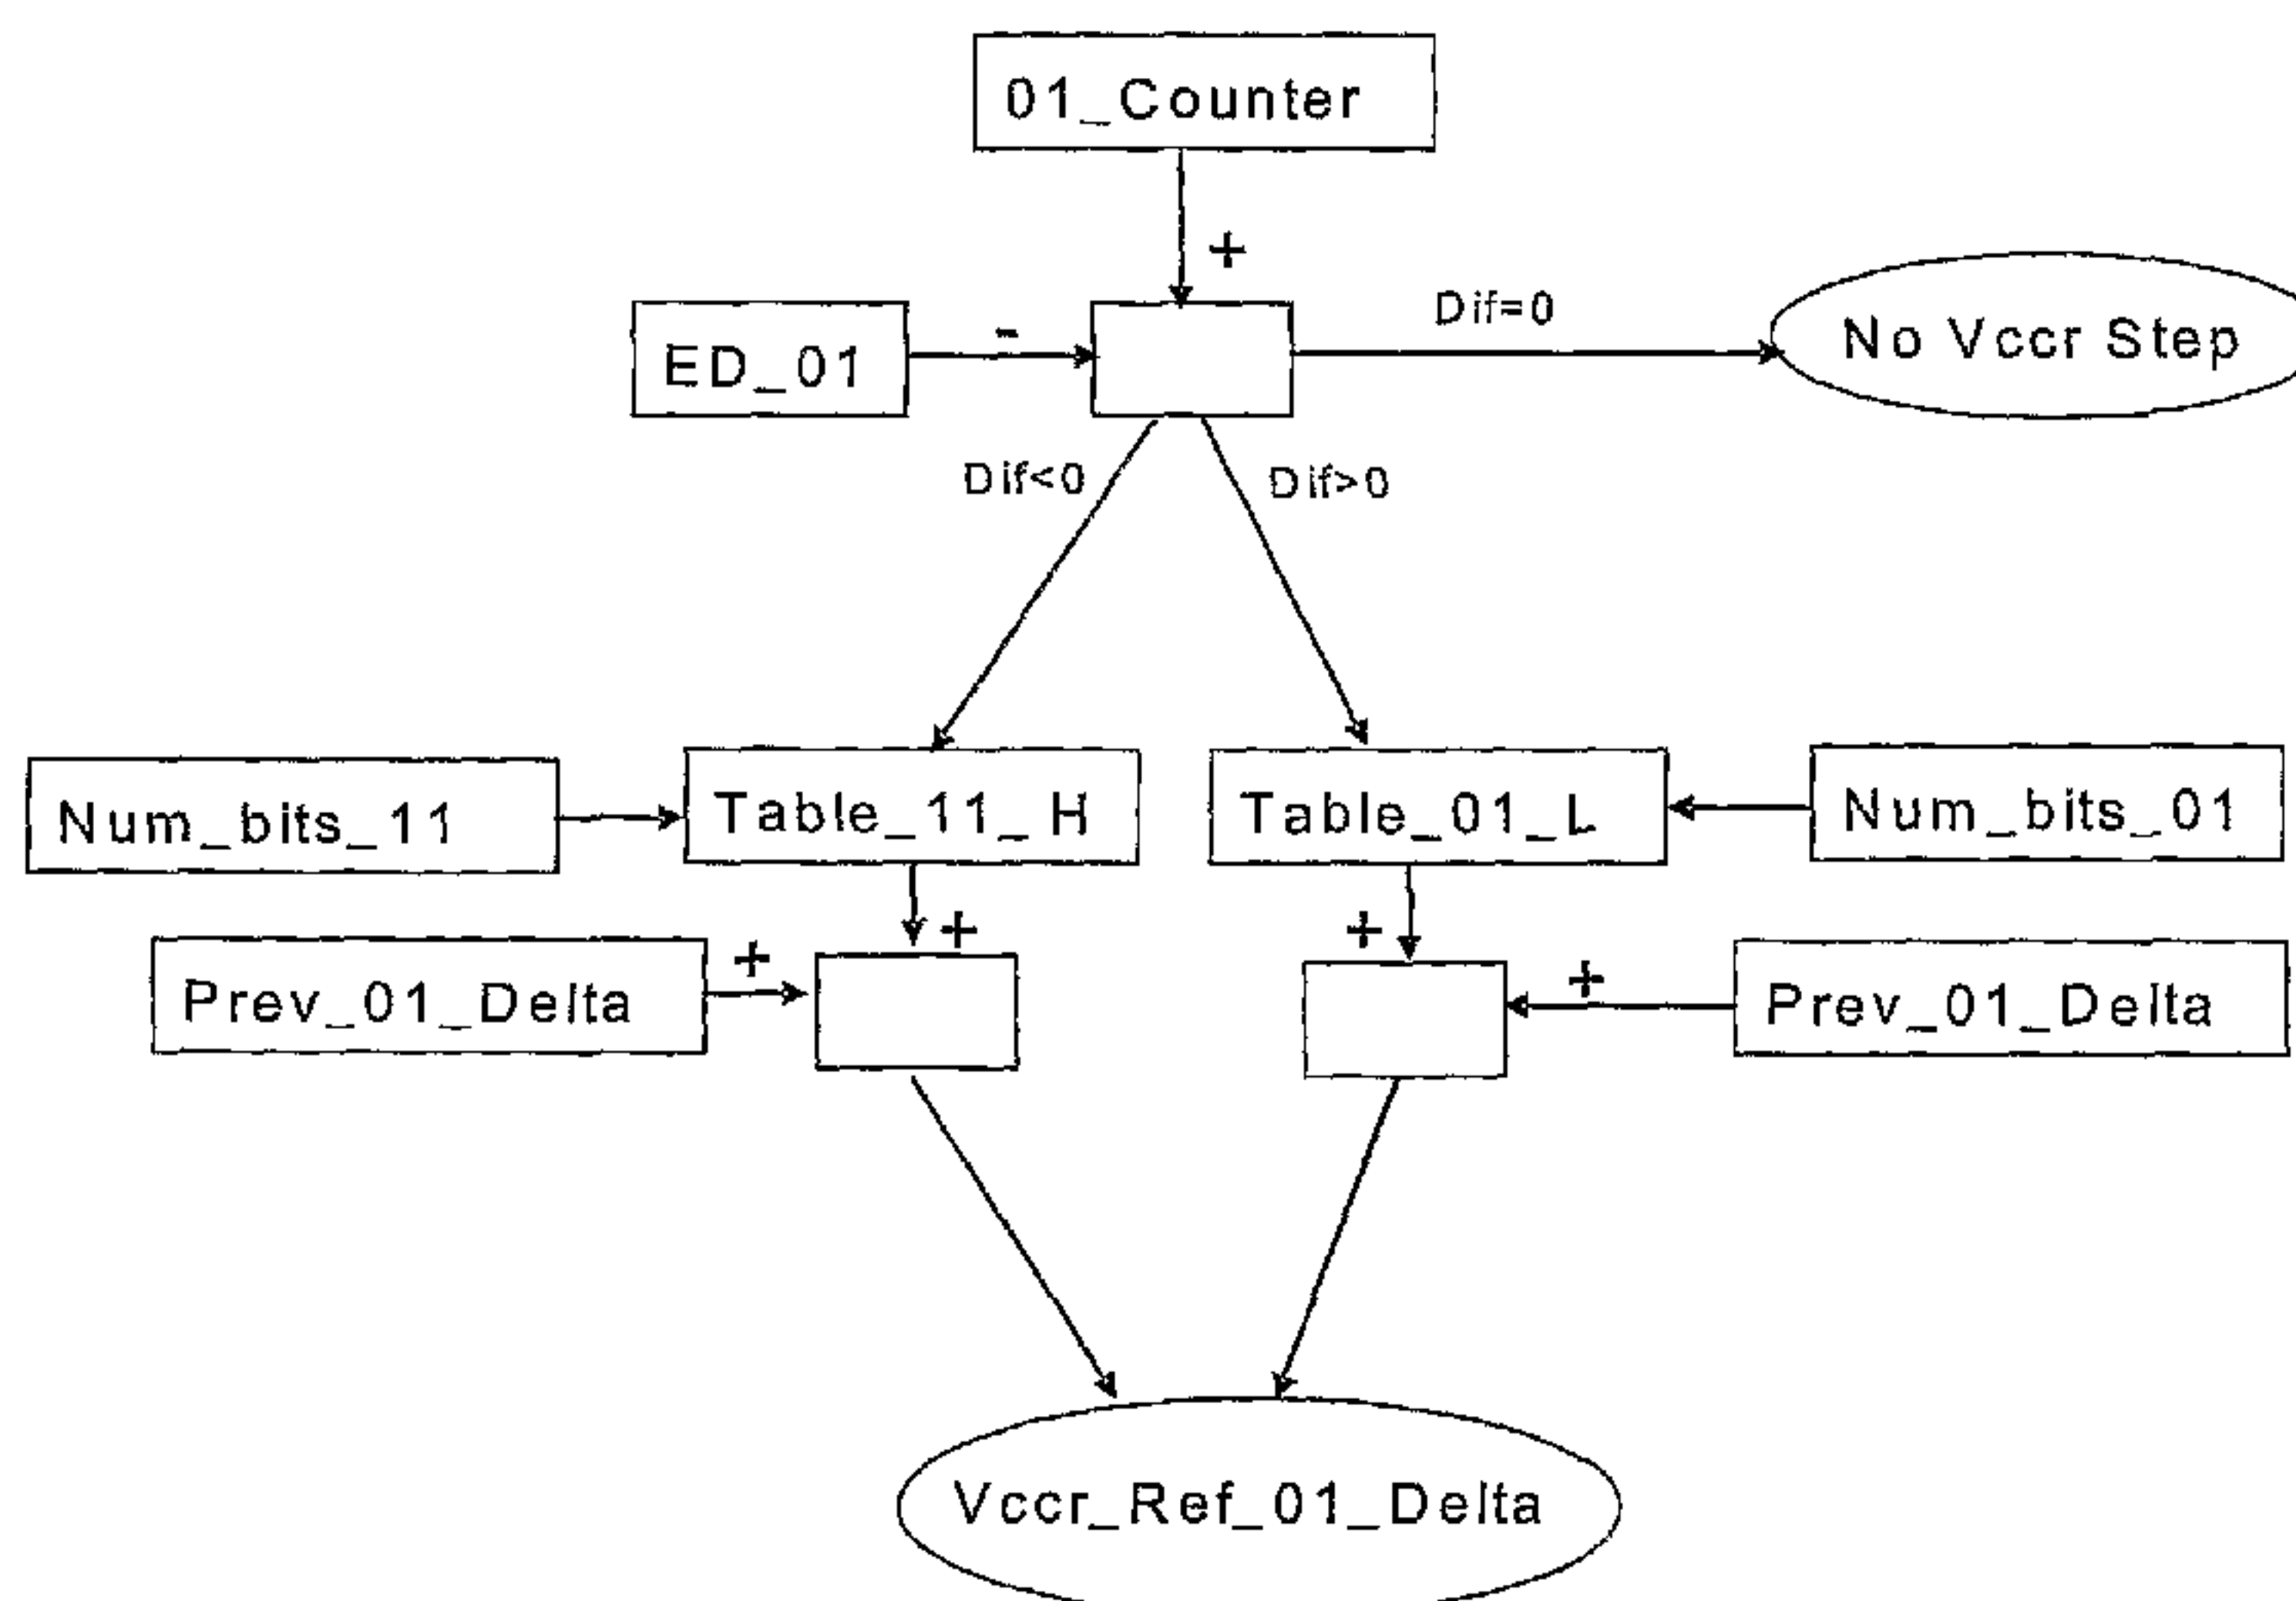 01_Counter
+
ED_01
-
Dif=0
No Vccr Step
Dif<0
Dif>0
Num_bits_11
Table_11_H
Table_01_L
Num_bits_01
+
+
Prev_01_Delta
+
+
Prev_01_Delta
Vccr_Ref_01_Delta